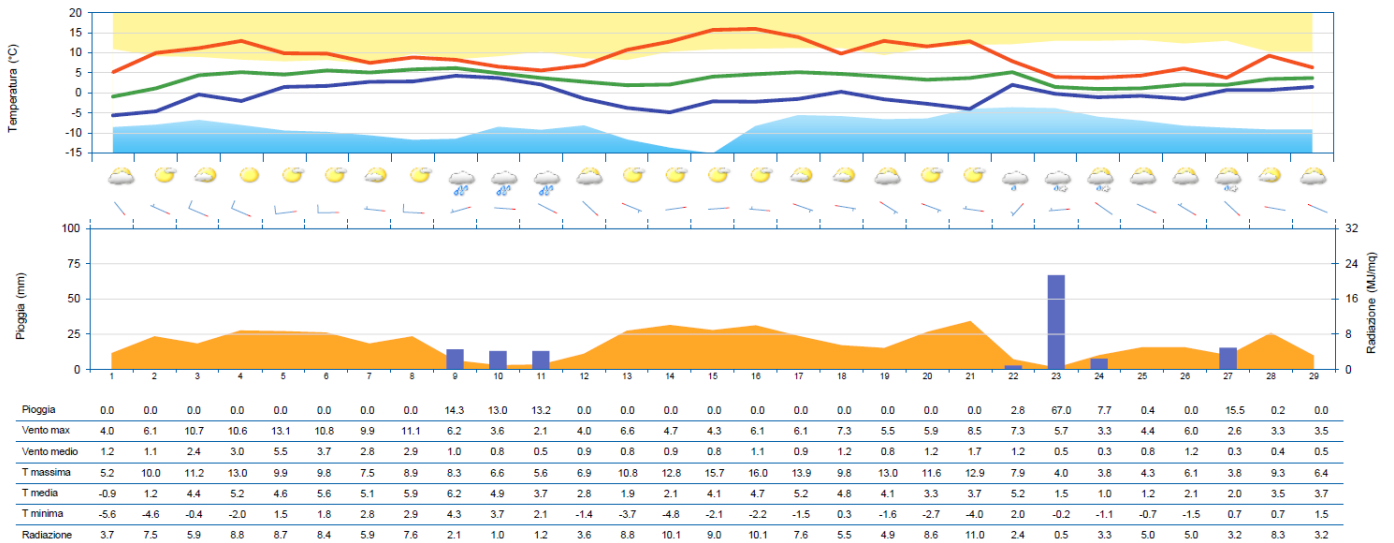 Temperatura (°C)
20
15
10
5
0
-5
-10
-15
Pioggia (mm)
100
75
50
25
0
32
24
16
8
0
Radiazione (MJ/mq)
1 2 3 4 5 6 7 8 9 10 11 12 13 14 15 16 17 18 19 20 21 22 23 24 25 26 27 28 29
Pioggia 0.0 0.0 0.0 0.0 0.0 0.0 0.0 0.0 14.3 13.0 13.2 0.0 0.0 0.0 0.0 0.0 0.0 0.0 0.0 0.0 0.0 2.8 67.0 7.7 0.4 0.0 15.5 0.2 0.0
Vento max 4.0 6.1 10.7 10.6 13.1 10.8 9.9 11.1 6.2 3.6 2.1 4.0 6.6 4.7 4.3 6.1 6.1 7.3 5.5 5.9 8.5 7.3 5.7 3.3 4.4 6.0 2.6 3.3 3.5
Vento medio 1.2 1.1 2.4 3.0 5.5 3.7 2.8 2.9 1.0 0.8 0.5 0.9 0.8 0.9 0.8 1.1 0.9 1.2 0.8 1.2 1.7 1.2 0.5 0.3 0.8 1.2 0.3 0.4 0.5
T massima 5.2 10.0 11.2 13.0 9.9 9.8 7.5 8.9 8.3 6.6 5.6 6.9 10.8 12.8 15.7 16.0 13.9 9.8 13.0 11.6 12.9 7.9 4.0 3.8 4.3 6.1 3.8 9.3 6.4
T media -0.9 1.2 4.4 5.2 4.6 5.6 5.1 5.9 6.2 4.9 3.7 2.8 1.9 2.1 4.1 4.7 5.2 4.8 4.1 3.3 3.7 5.2 1.5 1.0 1.2 2.1 2.0 3.5 3.7
T minima -5.6 -4.6 -0.4 -2.0 1.5 1.8 2.8 2.9 4.3 3.7 2.1 -1.4 -3.7 -4.8 -2.1 -2.2 -1.5 0.3 -1.6 -2.7 -4.0 2.0 -0.2 -1.1 -0.7 -1.5 0.7 0.7 1.5
Radiazione 3.7 7.5 5.9 8.8 8.7 8.4 5.9 7.6 2.1 1.0 1.2 3.6 8.8 10.1 9.0 10.1 7.6 5.5 4.9 8.6 11.0 2.4 0.5 3.3 5.0 5.0 3.2 8.3 3.2